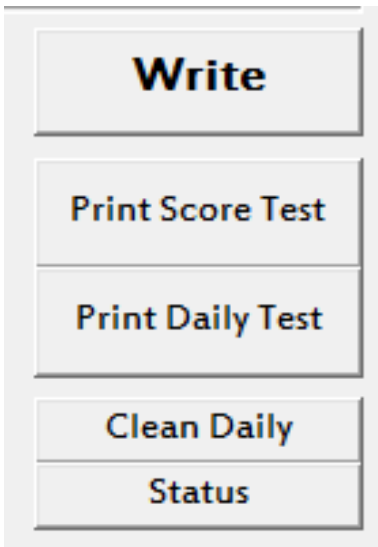 Write
Print Score Test
Print Daily Test
Clean Daily
Status